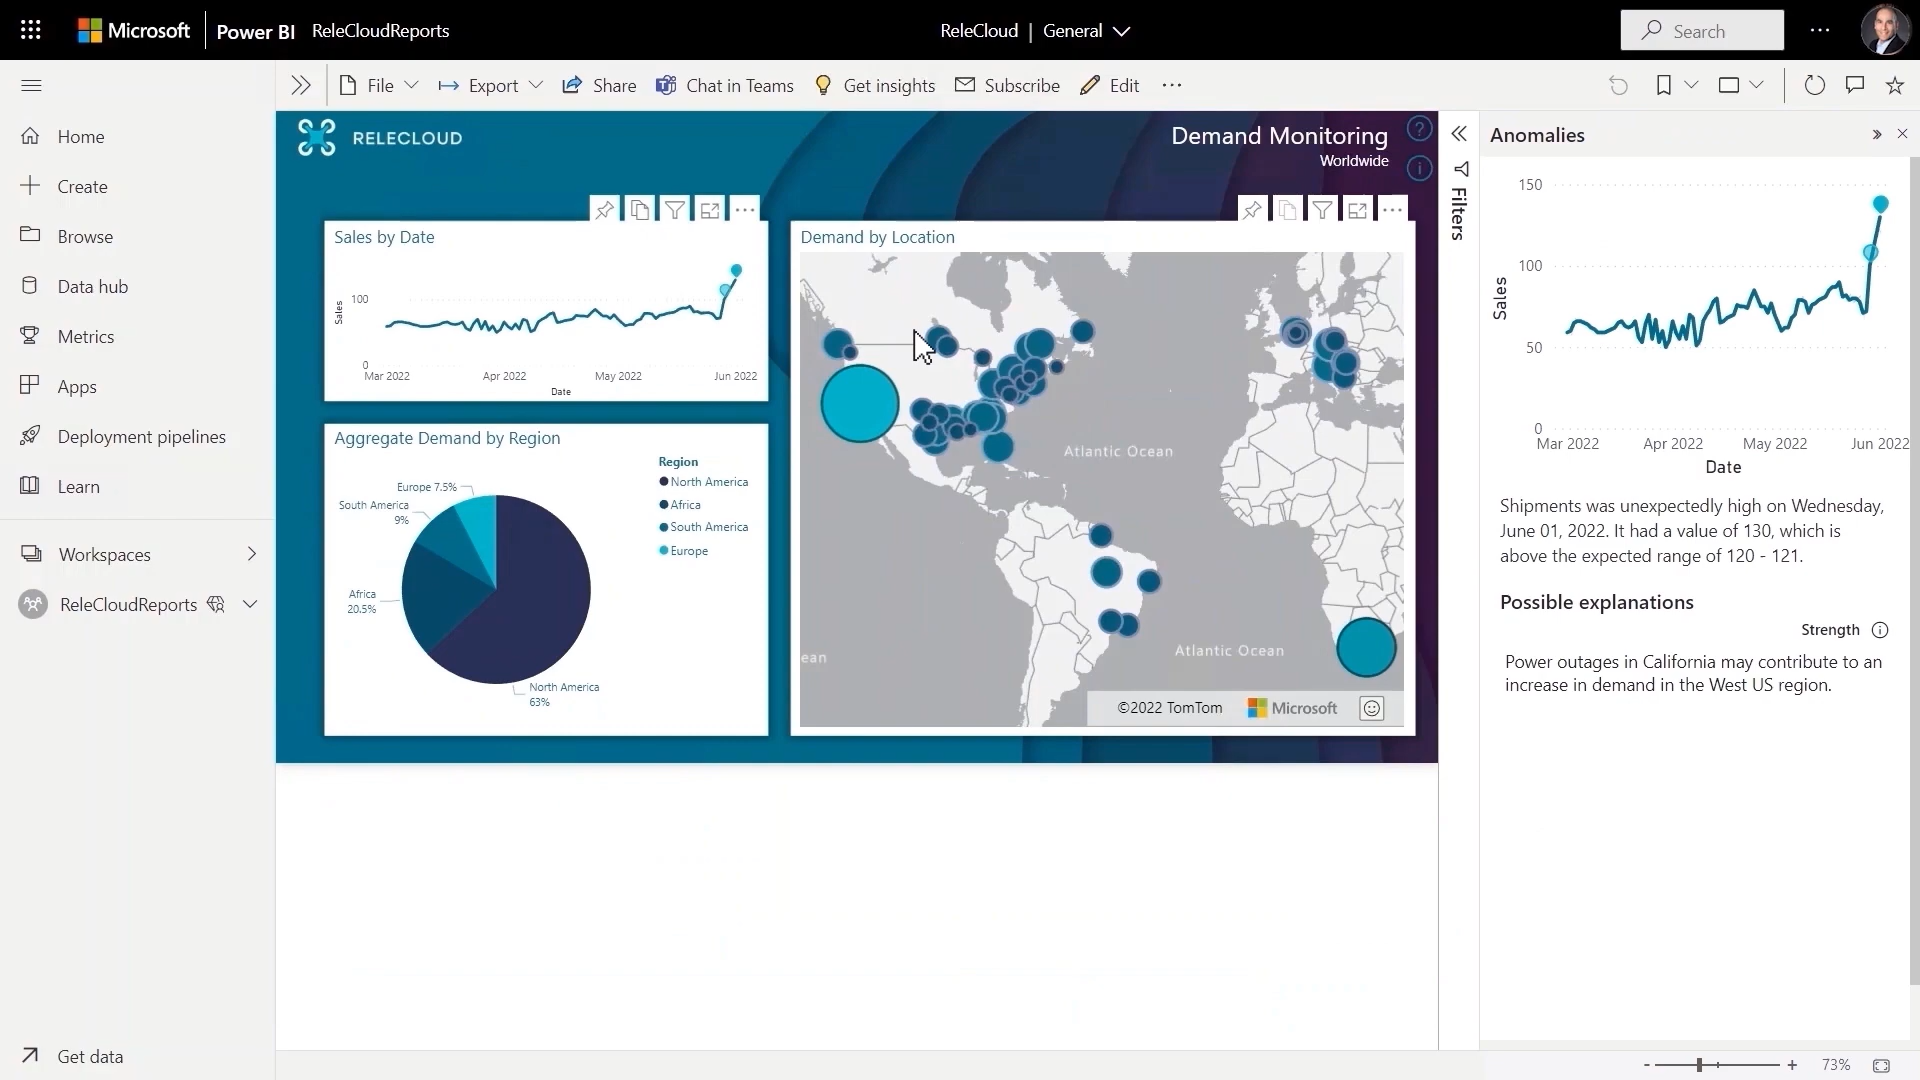 Microsoft Power BI ReleCloudReports
ReleCloud | General
Search
File
Export
Share
Chat in Teams
Get insights
Subscribe
Edit
Home
Create
Browse
Data hub
Metrics
Apps
Deployment pipelines
Learn
Workspaces
ReleCloudReports
Get data
RELECLOUD
Demand Monitoring
Worldwide
Sales by Date
Sales
100
0
Mar 2022 Apr 2022 May 2022 Jun 2022
Date
Aggregate Demand by Region
Region
North America
Africa
South America
Europe
Europe 7.5%
South America
9%
Africa
20.5%
North America
63%
Demand by Location
Atlantic Ocean
Atlantic Ocean
ean
©2022 TomTom Microsoft
Filters
Anomalies
150
100
50
0
Sales
Mar 2022 Apr 2022 May 2022 Jun 2022
Date
Shipments was unexpectedly high on Wednesday,
June 01, 2022. It had a value of 130, which is
above the expected range of 120 - 121.
Possible explanations
Strength
Power outages in California may contribute to an
increase in demand in the West US region.
- + 73%